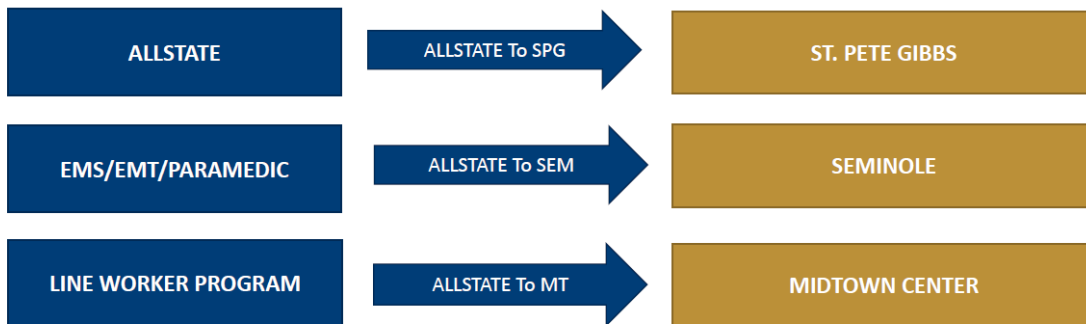 ALLSTATE
ALLSTATE To SPG
ST. PETE GIBBS
EMS/EMT/PARAMEDIC
ALLSTATE To SEM
SEMINOLE
LINE WORKER PROGRAM
ALLSTATE To MT
MIDTOWN CENTER